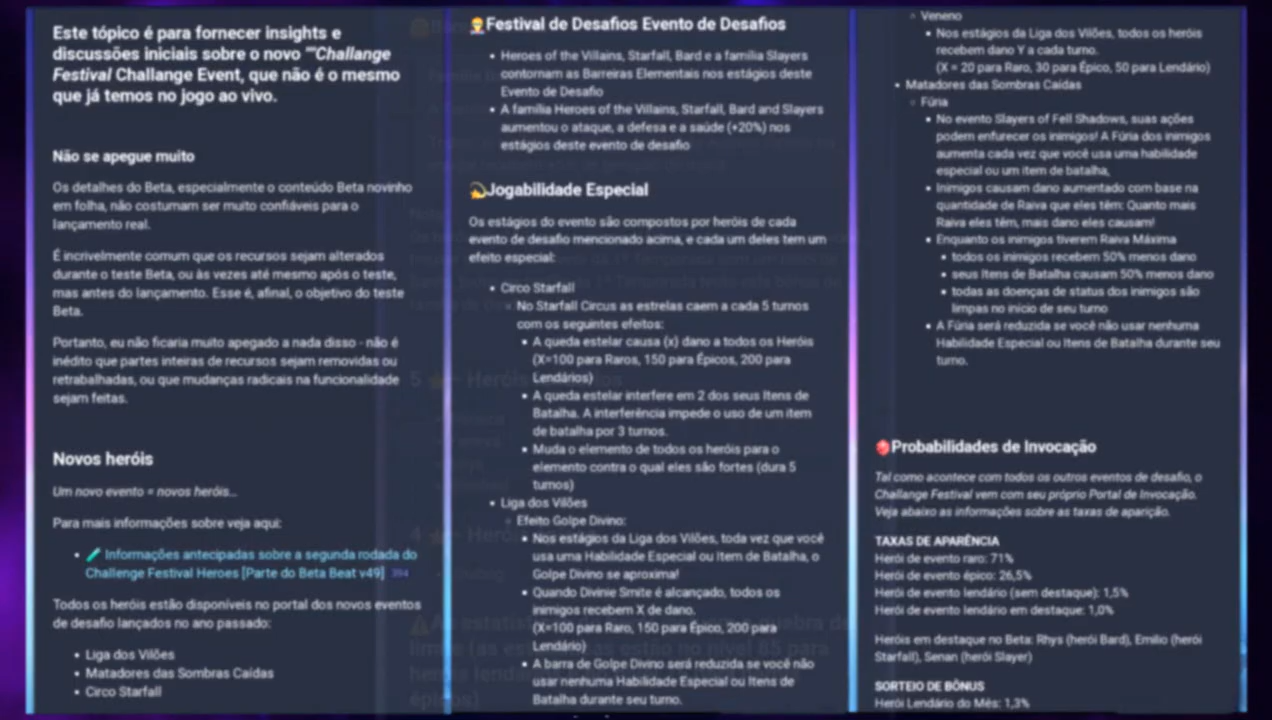 Este tópico é para fornecer insights e
discussões iniciais sobre o novo "“Challange
Festival Challange Event, que não é o mesmo
que já temos no jogo ao vivo.
Não se apegue muito
Os detalhes do Beta, especialmente o conteúdo Beta novinho
em folha, não costumam ser muito confiáveis para o
lançamento real.
É incrivelmente comum que os recursos sejam alterados
durante o teste Beta, ou às vezes até mesmo após o teste,
mas antes do lançamento. Esse é, afinal, o objetivo do teste
Beta.
Portanto, eu não ficaria muito apegado a nada disso - não é
inédito que partes inteiras de recursos sejam removidas ou
retrabalhadas, ou que mudanças radicais na funcionalidade
sejam feitas.
Novos heróis
Um novo evento = novos heróis...
Para mais informações sobre veja aqui:
• Informações antecipadas sobre a segunda rodada do
Challenge Festival Heroes [Parte do Beta Beat v49] 394
Todos os heróis estão disponíveis no portal dos novos eventos
de desafio lançados no ano passado:
• Liga dos Vilões
• Matadores das Sombras Caídas
• Circo Starfall
Festival de Desafios Evento de Desafios
• Heroes of the Villains, Starfall, Bard e a família Slayers
contornam as Barreiras Elementais nos estágios deste
Evento de Desafio
• A família Heroes of the Villains, Starfall, Bard and Slayers
aumentou o ataque, a defesa e a saúde (+20%) nos
estágios deste evento de desafio
Jogabilidade Especial
Os estágios do evento são compostos por heróis de cada
evento de desafio mencionado acima, e cada um deles tem um
efeito especial:
• Circo Starfall
◦ No Starfall Circus as estrelas caem a cada 5 turnos
com os seguintes efeitos:
▪ A queda estelar causa (x) dano a todos os Heróis
(X=100 para Raros, 150 para Épicos, 200 para
Lendários)
▪ A queda estelar interfere em 2 dos seus Itens de
Batalha. A interferência impede o uso de um item
de batalha por 3 turnos.
▪ Muda o elemento de todos os heróis para o
elemento contra o qual eles são fortes (dura 5
turnos)
• Liga dos Vilões
◦ Efeito Golpe Divino:
▪ Nos estágios da Liga dos Vilões, toda vez que você
usa uma Habilidade Especial ou Item de Batalha, o
Golpe Divino se aproxima!
▪ Quando Divinie Smite é alcançado, todos os
inimigos recebem X de dano.
(X=100 para Raro, 150 para Épico, 200 para
Lendário)
▪ A barra de Golpe Divino será reduzida se você não
usar nenhuma Habilidade Especial ou Itens de
Batalha durante seu turno.
◦ Veneno
▪ Nos estágios da Liga dos Vilões, todos os heróis
recebem dano Y a cada turno.
(X = 20 para Raro, 30 para Épico, 50 para Lendário)
• Matadores das Sombras Caídas
◦ Fúria
▪ No evento Slayers of Fell Shadows, suas ações
podem enfurecer os inimigos! A Fúria dos inimigos
aumenta cada vez que você usa uma habilidade
especial ou um item de batalha,
▪ Inimigos causam dano aumentado com base na
quantidade de Raiva que eles têm: Quanto mais
Raiva eles têm, mais dano eles causam!
▪ Enquanto os inimigos tiverem Raiva Máxima
▪ todos os inimigos recebem 50% menos dano
▪ seus Itens de Batalha causam 50% menos dano
▪ todas as doenças de status dos inimigos são
limpas no início de seu turno
▪ A Fúria será reduzida se você não usar nenhuma
Habilidade Especial ou Itens de Batalha durante seu
turno.
Probabilidades de Invocação
Tal como acontece com todos os outros eventos de desafio, o
Challange Festival vem com seu próprio Portal de Invocação.
Veja abaixo as informações sobre as taxas de aparição.
TAXAS DE APARÊNCIA
Herói de evento raro: 71%
Herói de evento épico: 26,5%
Herói de evento lendário (sem destaque): 1,5%
Herói de evento lendário em destaque: 1,0%
Heróis em destaque no Beta: Rhys (herói Bard), Emilio (herói
Starfall), Senan (herói Slayer)
SORTEIO DE BÔNUS
Herói Lendário do Mês: 1,3%